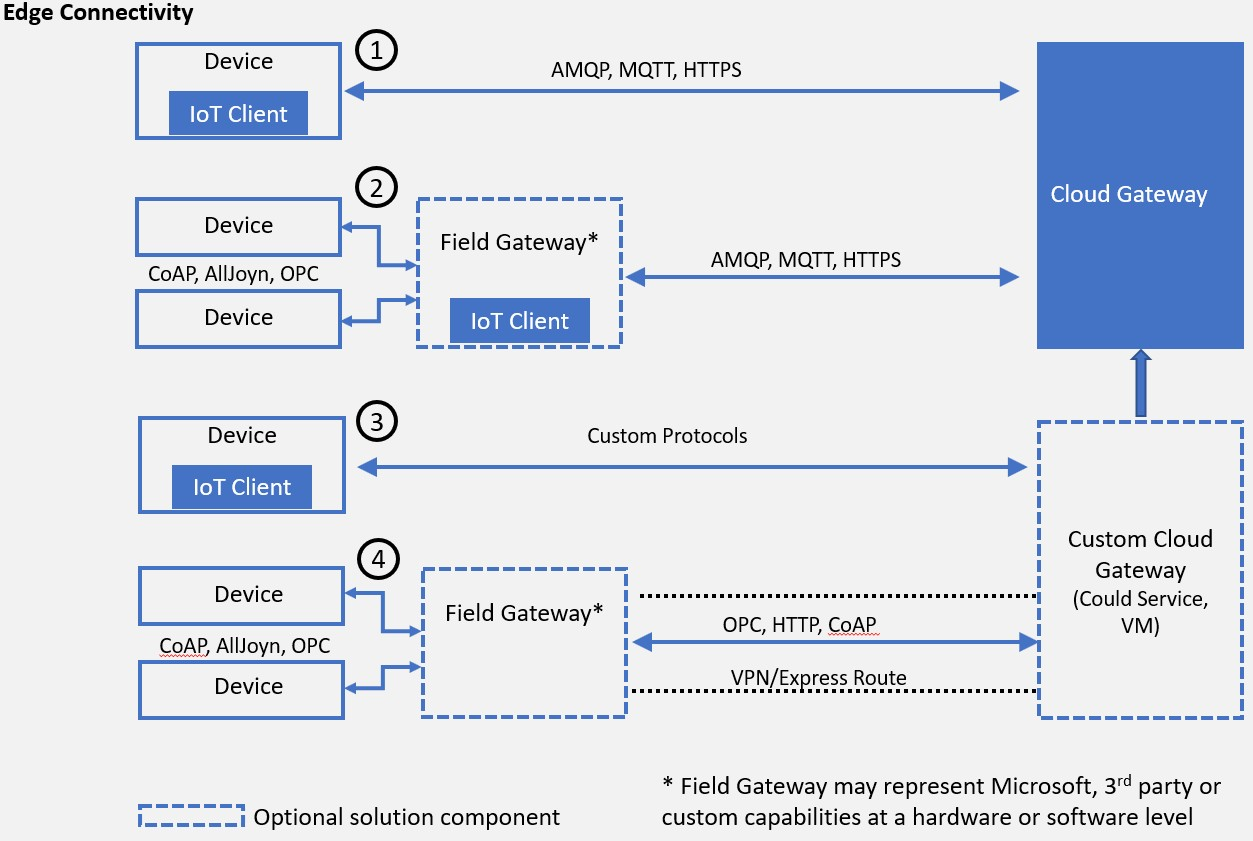 Edge Connectivity
1
Device
IoT Client
AMQP, MQTT, HTTPS
Cloud Gateway
2
Device
CoAP, AllJoyn, OPC
Device
Field Gateway*
IoT Client
AMQP, MQTT, HTTPS
3
Device
IoT Client
Custom Protocols
Custom Cloud
Gateway
(Could Service,
VM)
4
Device
CoAP, AllJoyn, OPC
Device
Field Gateway*
OPC, HTTP, CoAP
VPN/Express Route
Optional solution component
* Field Gateway may represent Microsoft, 3rd party or
custom capabilities at a hardware or software level